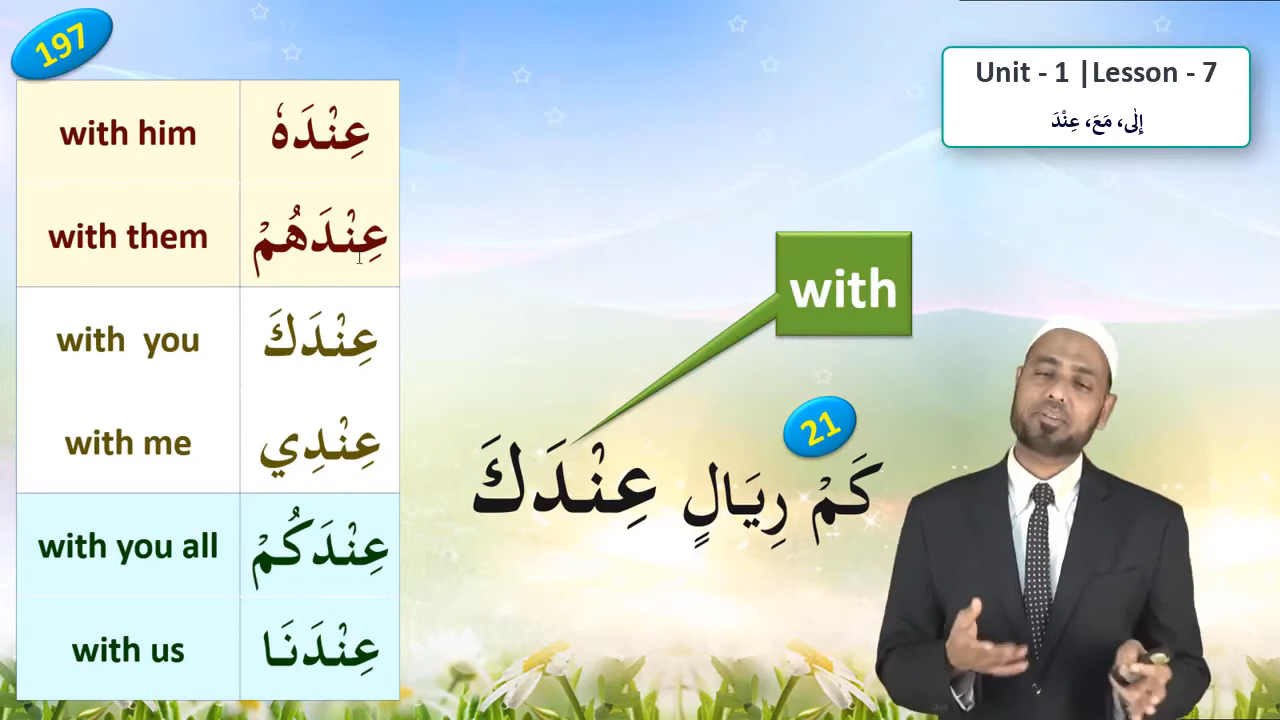 197
with him عِنْدَهٗ
with them عِنْدَهُمْ
with you عِنْدَكَ
with me عِنْدِي
with you all عِنْدَكُمْ
with us عِنْدَنَا
Unit - 1 |Lesson - 7
إِلٰى، مَعَ، عِنْدَ
with
21
كَمْ رِيَالٍ عِنْدَكَ